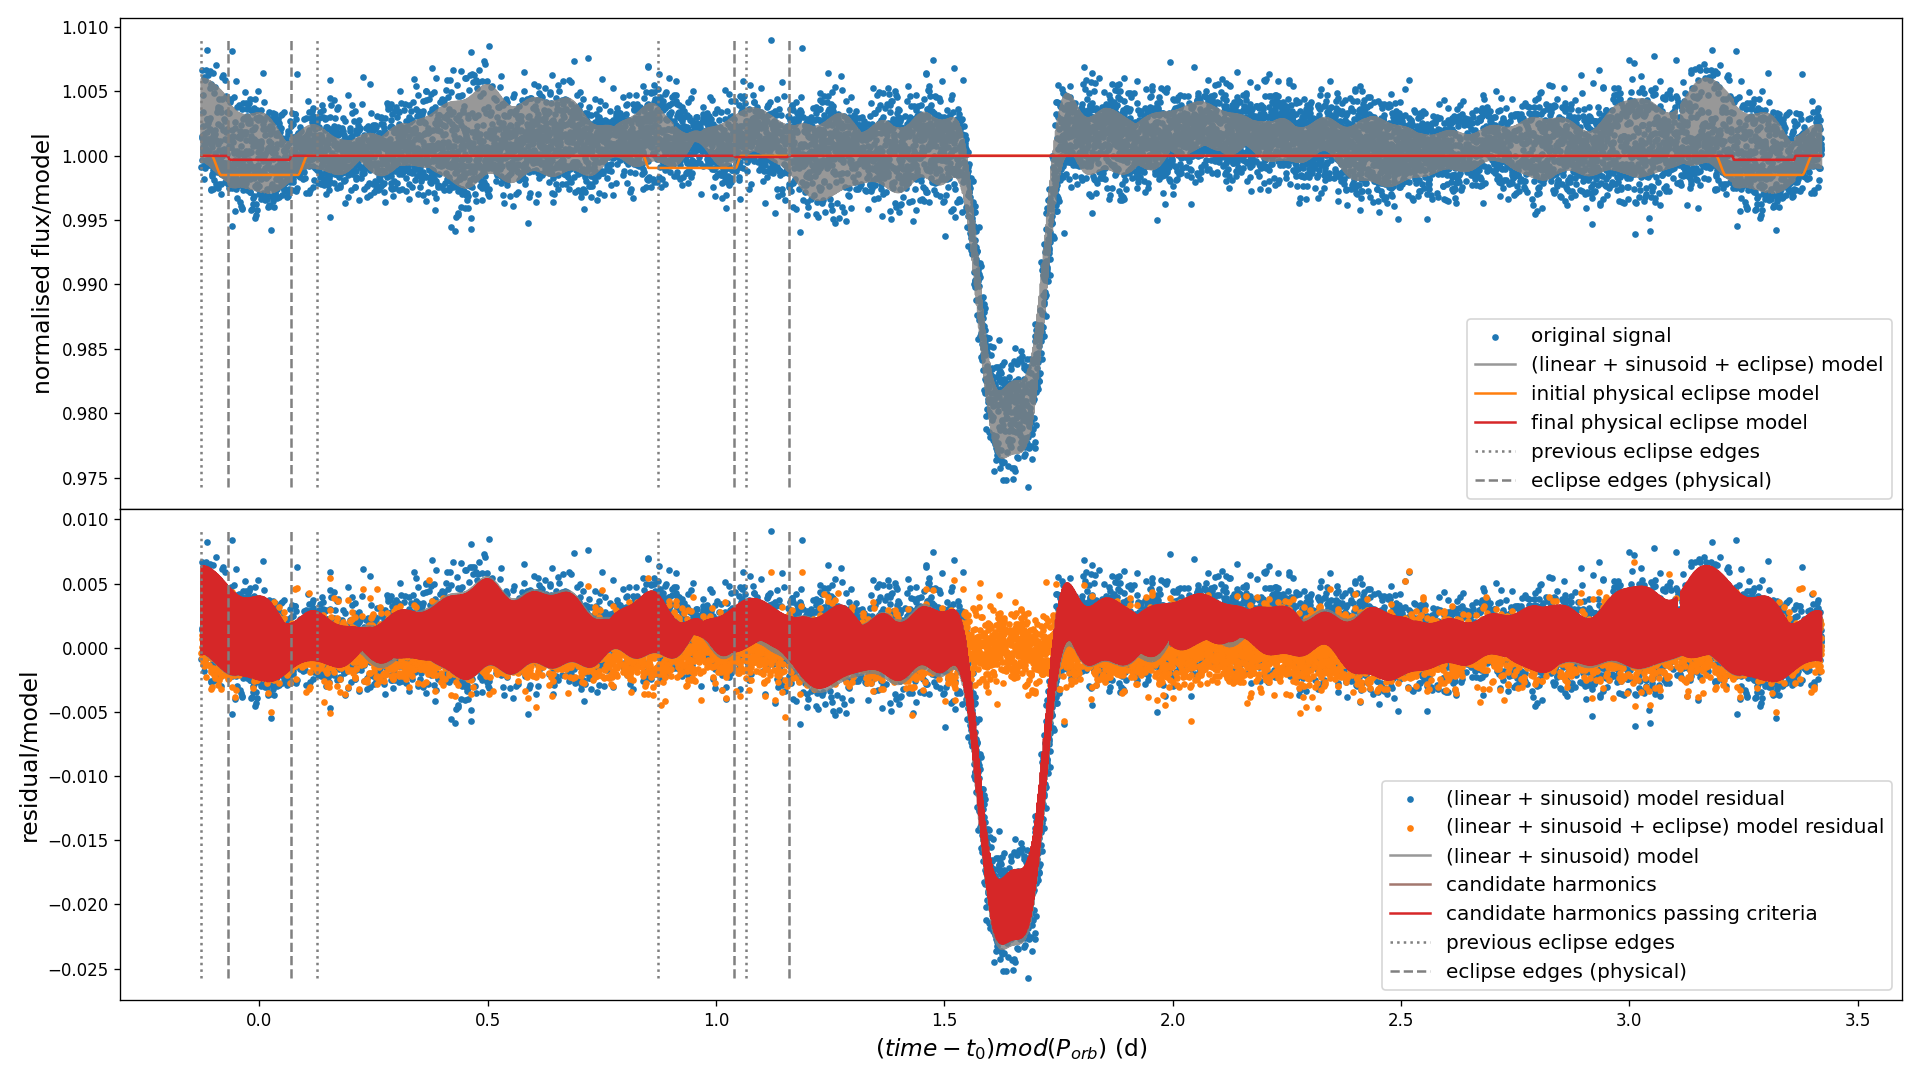 1.010
1.005
1.000
0.995
0.990
0.985
0.980
0.975
normalised flux/model
original signal
(linear + sinusoid + eclipse) model
initial physical eclipse model
final physical eclipse model
previous eclipse edges
eclipse edges (physical)
0.010
0.005
0.000
−0.005
−0.010
−0.015
−0.020
−0.025
residual/model
(linear + sinusoid) model residual
(linear + sinusoid + eclipse) model residual
(linear + sinusoid) model
candidate harmonics
candidate harmonics passing criteria
previous eclipse edges
eclipse edges (physical)
0.0 0.5 1.0 1.5 2.0 2.5 3.0 3.5
(time − t₀)mod(P_orb) (d)